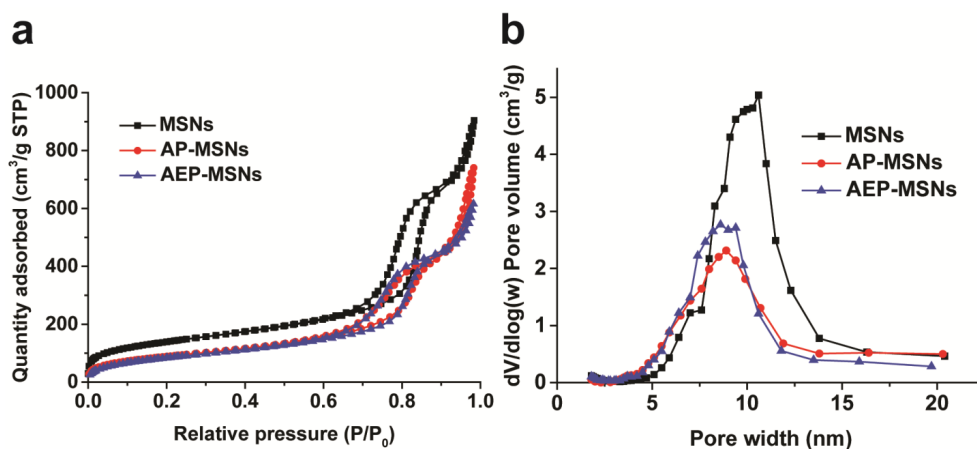 a
Quantity adsorbed (cm³/g STP)
1000
800
600
400
200
0
MSNs
AP-MSNs
AEP-MSNs
0.0 0.2 0.4 0.6 0.8 1.0
Relative pressure (P/P₀)
b
dV/dlog(w) Pore volume (cm³/g)
5
4
3
2
1
0
MSNs
AP-MSNs
AEP-MSNs
0 5 10 15 20
Pore width (nm)